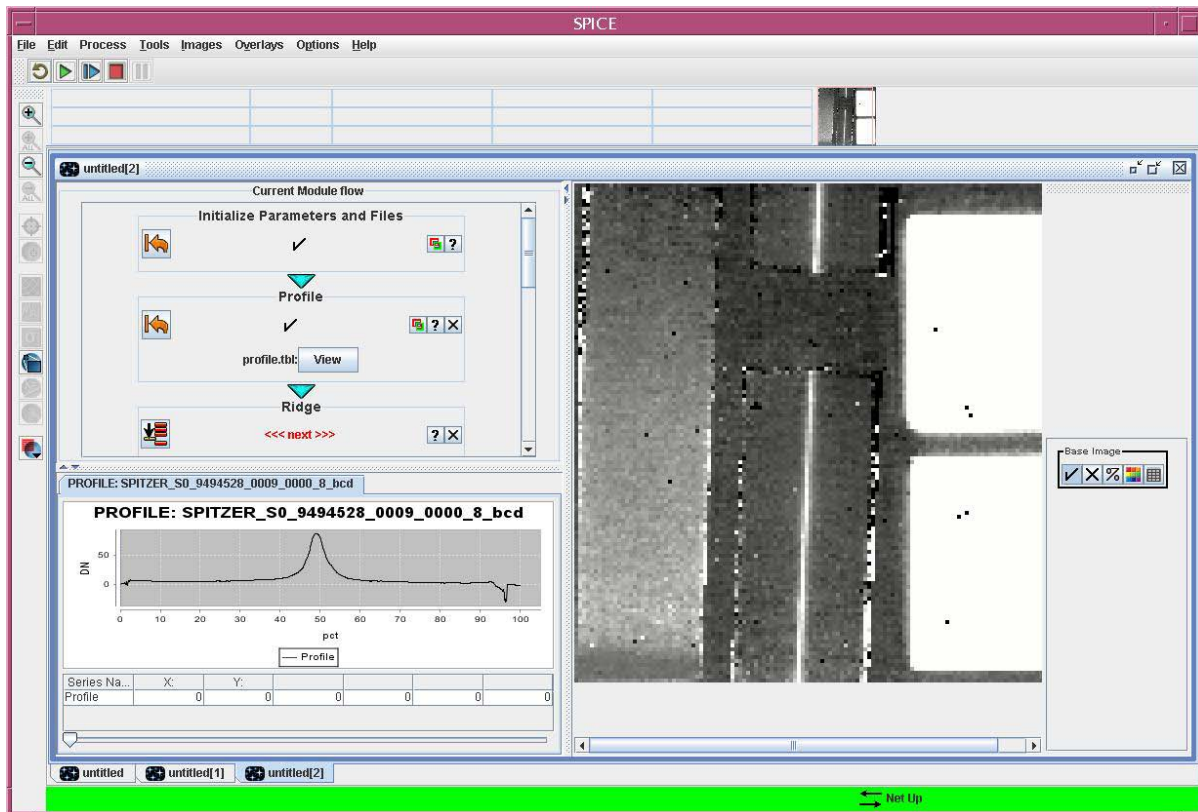 SPICE
File Edit Process Tools Images Overlays Options Help
ALL
ALL
untitled[2]
Current Module flow
Initialize Parameters and Files
?
Profile
? X
profile.tbl: View
Ridge
<<< next >>>
? X
Base Image
PROFILE: SPITZER_S0_9494528_0009_0000_8_bcd
PROFILE: SPITZER_S0_9494528_0009_0000_8_bcd
DN
50
0
0 10 20 30 40 50 60 70 80 90 100
pct
Profile
Series Na... X: Y:
Profile 0 0 0 0 0 0
untitled untitled[1] untitled[2]
Net Up